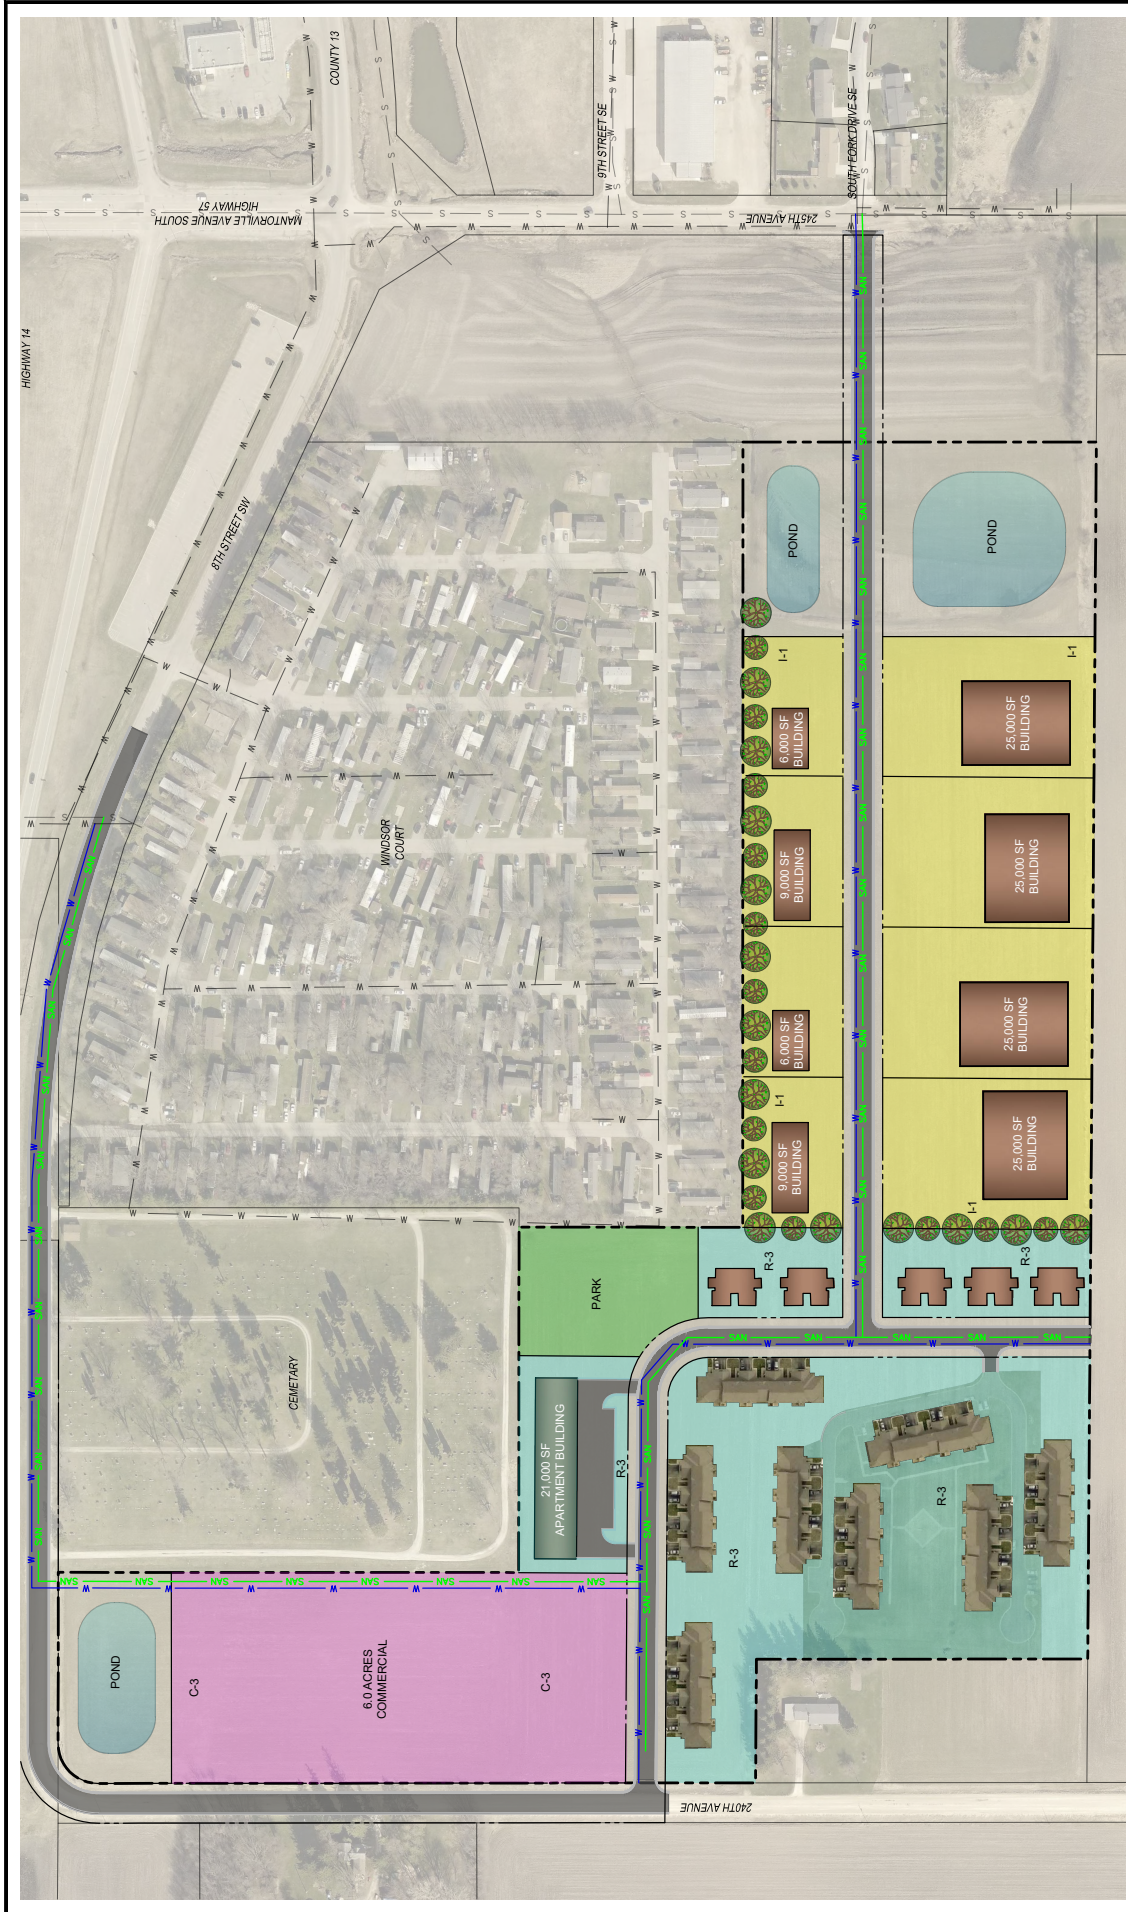 COUNTY 13
9TH STREET SE
SOUTH FORK DRIVE SE
MANTORVILLE AVENUE SOUTH
HIGHWAY 57
245TH AVENUE
HIGHWAY 14
8TH STREET SW
WINDSOR
COURT
POND
POND
I-1
I-1
6,000 SF
BUILDING
25,000 SF
BUILDING
9,000 SF
BUILDING
25,000 SF
BUILDING
6,000 SF
BUILDING
25,000 SF
BUILDING
I-1
9,000 SF
BUILDING
25,000 SF
BUILDING
I-1
R-3
R-3
PARK
CEMETARY
21,000 SF
APARTMENT BUILDING
R-3
R-3
R-3
POND
C-3
6.0 ACRES
COMMERCIAL
C-3
240TH AVENUE